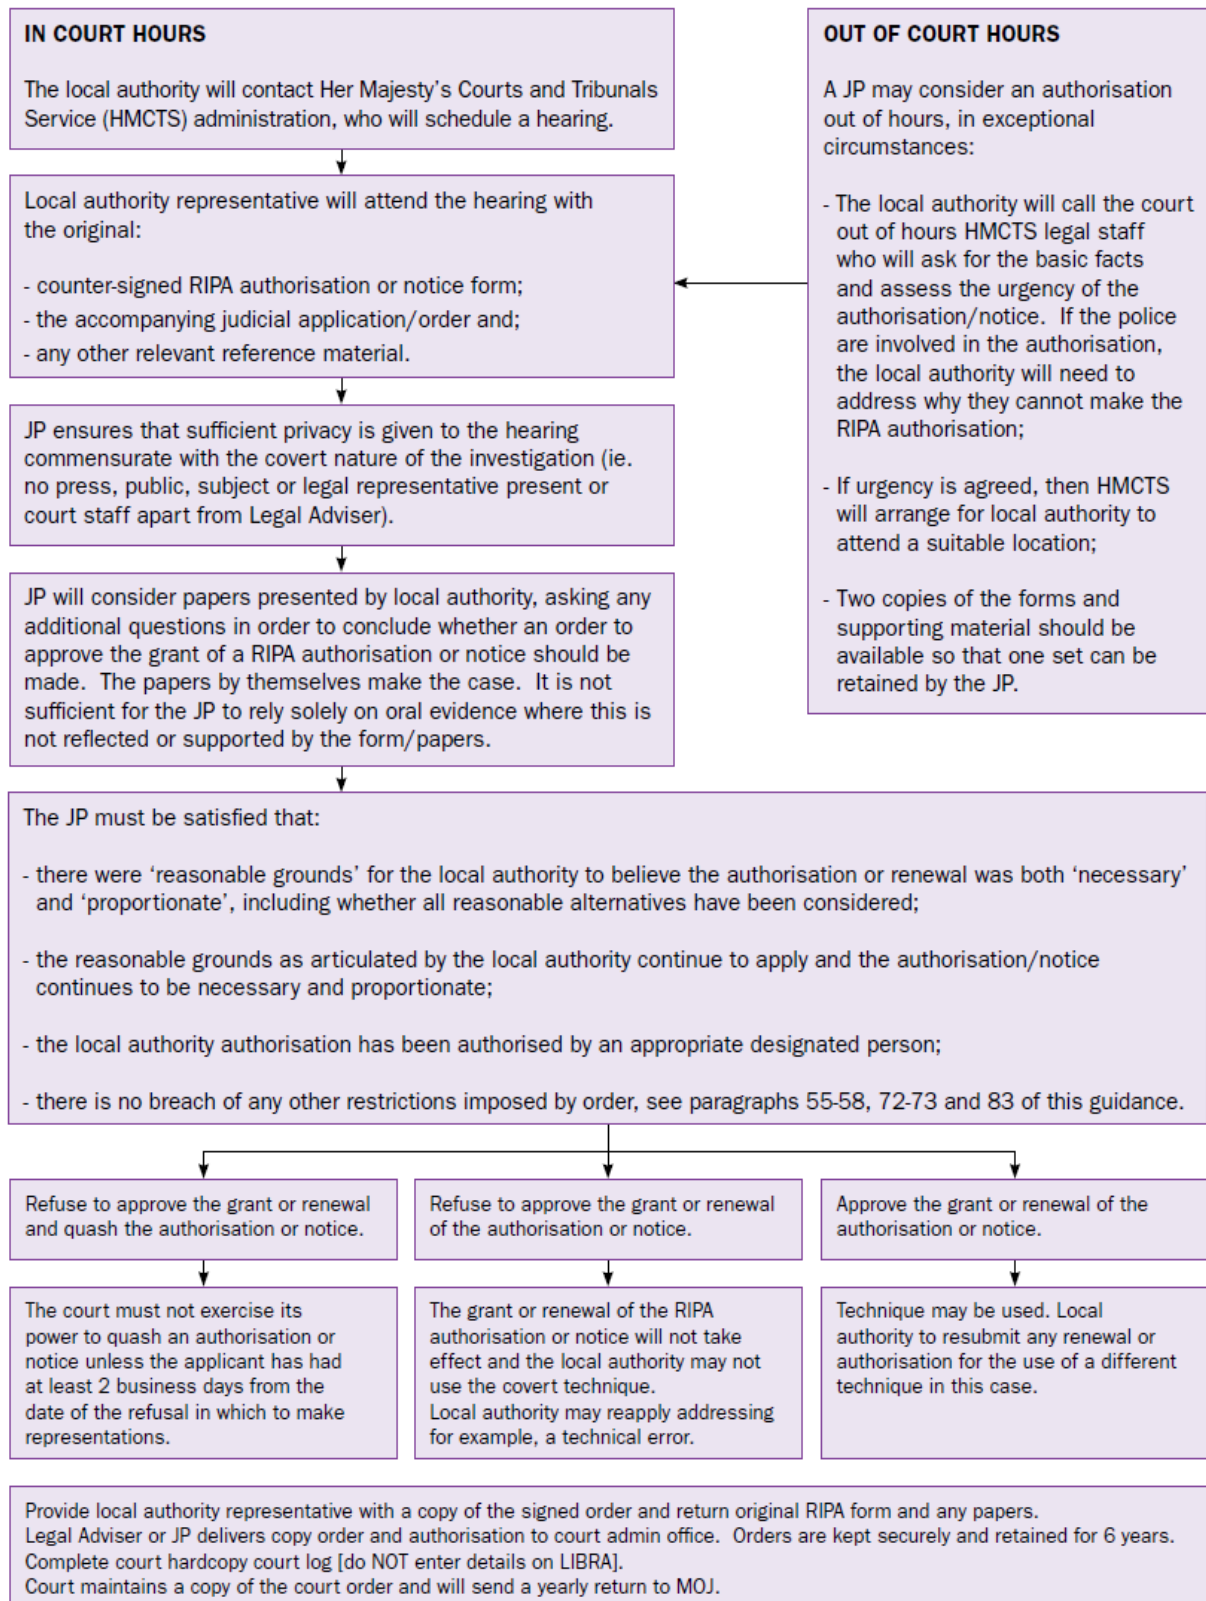 IN COURT HOURS
The local authority will contact Her Majesty's Courts and Tribunals
Service (HMCTS) administration, who will schedule a hearing.
Local authority representative will attend the hearing with
the original:
- counter-signed RIPA authorisation or notice form;
- the accompanying judicial application/order and;
- any other relevant reference material.
JP ensures that sufficient privacy is given to the hearing
commensurate with the covert nature of the investigation (ie.
no press, public, subject or legal representative present or
court staff apart from Legal Adviser).
JP will consider papers presented by local authority, asking any
additional questions in order to conclude whether an order to
approve the grant of a RIPA authorisation or notice should be
made. The papers by themselves make the case. It is not
sufficient for the JP to rely solely on oral evidence where this is
not reflected or supported by the form/papers.
OUT OF COURT HOURS
A JP may consider an authorisation
out of hours, in exceptional
circumstances:
- The local authority will call the court
out of hours HMCTS legal staff
who will ask for the basic facts
and assess the urgency of the
authorisation/notice. If the police
are involved in the authorisation,
the local authority will need to
address why they cannot make the
RIPA authorisation;
- If urgency is agreed, then HMCTS
will arrange for local authority to
attend a suitable location;
- Two copies of the forms and
supporting material should be
available so that one set can be
retained by the JP.
The JP must be satisfied that:
- there were 'reasonable grounds' for the local authority to believe the authorisation or renewal was both 'necessary'
and 'proportionate', including whether all reasonable alternatives have been considered;
- the reasonable grounds as articulated by the local authority continue to apply and the authorisation/notice
continues to be necessary and proportionate;
- the local authority authorisation has been authorised by an appropriate designated person;
- there is no breach of any other restrictions imposed by order, see paragraphs 55-58, 72-73 and 83 of this guidance.
Refuse to approve the grant or renewal
and quash the authorisation or notice.
The court must not exercise its
power to quash an authorisation or
notice unless the applicant has had
at least 2 business days from the
date of the refusal in which to make
representations.
Refuse to approve the grant or renewal
of the authorisation or notice.
The grant or renewal of the RIPA
authorisation or notice will not take
effect and the local authority may not
use the covert technique.
Local authority may reapply addressing
for example, a technical error.
Approve the grant or renewal of the
authorisation or notice.
Technique may be used. Local
authority to resubmit any renewal or
authorisation for the use of a different
technique in this case.
Provide local authority representative with a copy of the signed order and return original RIPA form and any papers.
Legal Adviser or JP delivers copy order and authorisation to court admin office. Orders are kept securely and retained for 6 years.
Complete court hardcopy court log [do NOT enter details on LIBRA].
Court maintains a copy of the court order and will send a yearly return to MOJ.